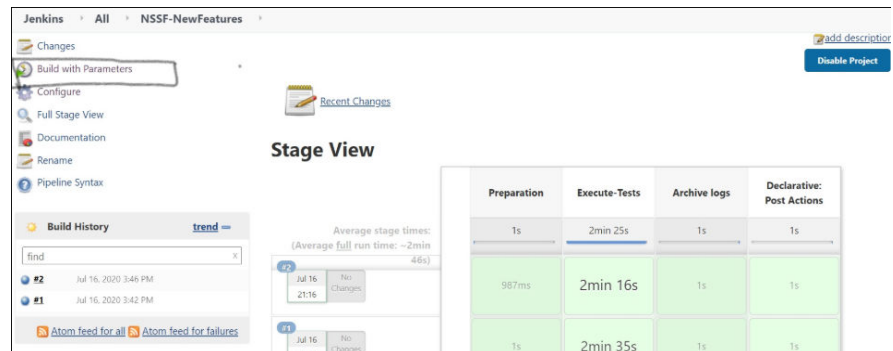 Jenkins › All › NSSF-NewFeatures ›
Changes
Build with Parameters
Configure
Full Stage View
Documentation
Rename
Pipeline Syntax
Build History trend
find x
#2 Jul 16, 2020 3:46 PM
#1 Jul 16, 2020 3:42 PM
Atom feed for all Atom feed for failures
add description
Disable Project
Recent Changes
Stage View
Preparation Execute-Tests Archive logs Declarative: Post Actions
Average stage times: 1s 2min 25s 1s 1s
(Average full run time: ~2min
46s)
#2
Jul 16 No
21:16 Changes
987ms 2min 16s 1s 1s
#1
Jul 16 No
Changes
1s 2min 35s 1s 1s